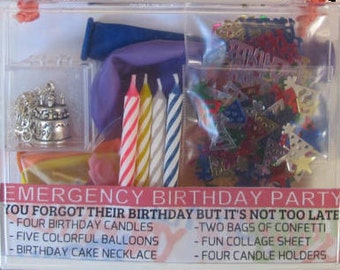 EMERGENCY BIRTHDAY PARTY
YOU FORGOT THEIR BIRTHDAY BUT IT'S NOT TOO LATE
- FOUR BIRTHDAY CANDLES
- FIVE COLORFUL BALLOONS
- BIRTHDAY CAKE NECKLACE
- TWO BAGS OF CONFETTI
- FUN COLLAGE SHEET
- FOUR CANDLE HOLDERS